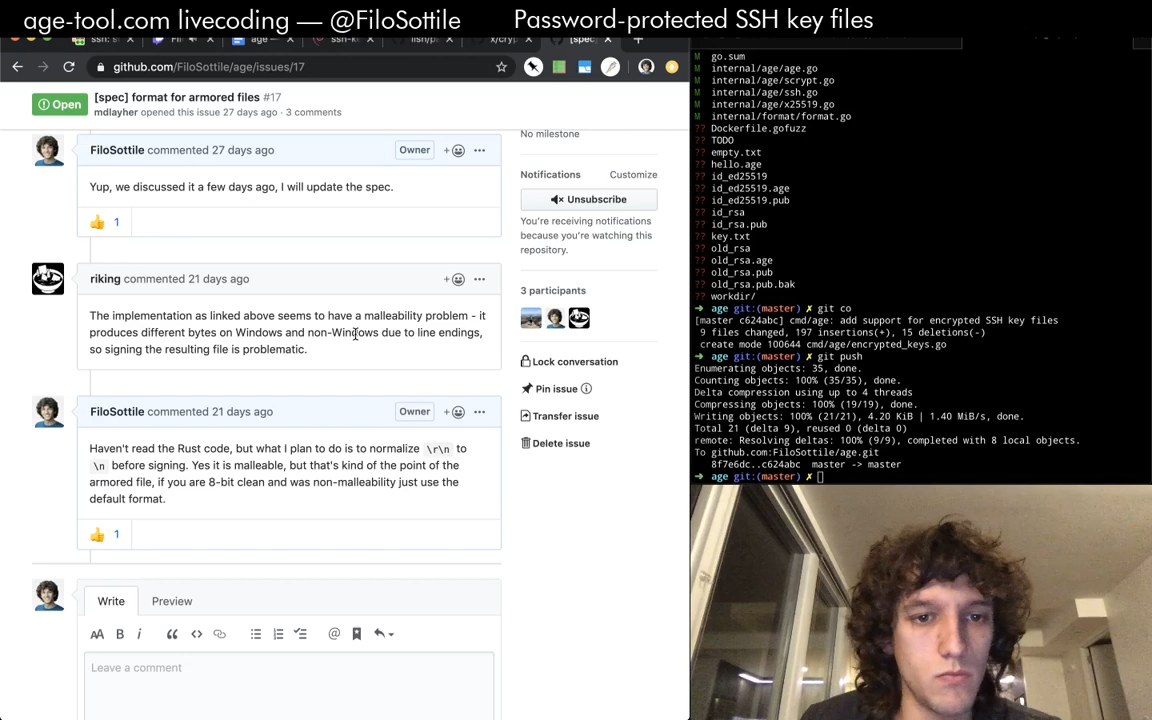 age-tool.com livecoding — @FiloSottile
Password-protected SSH key files
github.com/FiloSottile/age/issues/17
Open
[spec] format for armored files #17
mdlayher opened this issue 27 days ago · 3 comments
FiloSottile commented 27 days ago
Owner
Yup, we discussed it a few days ago, I will update the spec.
1
riking commented 21 days ago
The implementation as linked above seems to have a malleability problem - it
produces different bytes on Windows and non-Windows due to line endings,
so signing the resulting file is problematic.
FiloSottile commented 21 days ago
Owner
Haven't read the Rust code, but what I plan to do is to normalize \r\n to
\n before signing. Yes it is malleable, but that's kind of the point of the
armored file, if you are 8-bit clean and was non-malleability just use the
default format.
1
Write
Preview
Leave a comment
No milestone
Notifications
Customize
Unsubscribe
You're receiving notifications
because you're watching this
repository.
3 participants
Lock conversation
Pin issue
Transfer issue
Delete issue
M go.sum
M internal/age/age.go
M internal/age/scrypt.go
M internal/age/ssh.go
M internal/age/x25519.go
M internal/format/format.go
?? Dockerfile.gofuzz
?? TODO
?? empty.txt
?? hello.age
?? id_ed25519
?? id_ed25519.age
?? id_ed25519.pub
?? id_rsa
?? id_rsa.pub
?? key.txt
?? old_rsa
?? old_rsa.age
?? old_rsa.pub
?? old_rsa.pub.bak
?? workdir/
➜ age git:(master) ✗ git co
[master c624abc] cmd/age: add support for encrypted SSH key files
9 files changed, 197 insertions(+), 15 deletions(-)
create mode 100644 cmd/age/encrypted_keys.go
➜ age git:(master) ✗ git push
Enumerating objects: 35, done.
Counting objects: 100% (35/35), done.
Delta compression using up to 4 threads
Compressing objects: 100% (19/19), done.
Writing objects: 100% (21/21), 4.20 KiB | 1.40 MiB/s, done.
Total 21 (delta 9), reused 0 (delta 0)
remote: Resolving deltas: 100% (9/9), completed with 8 local objects.
To github.com:FiloSottile/age.git
8f7e6dc..c624abc master -> master
➜ age git:(master) ✗